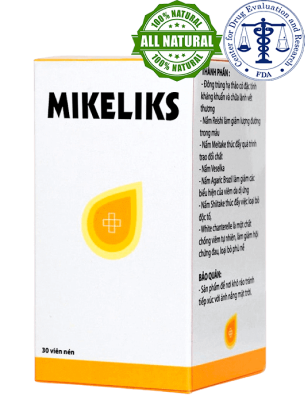 100% NATURAL
ALL NATURAL
100% NATURAL
Center for Drug Evaluation and Research
FDA
MIKELIKS
30 viên nén
THÀNH PHẦN :
- Đông trùng hạ thảo có đặc tính
kháng khuẩn và chữa lành vết
thương
- Nấm Reishi làm giảm lượng đường
trong máu
- Nấm Meitake thúc đẩy quá trình
trao đổi chất
- Nấm Veselka
- Nấm Agaric Brazil làm giảm các
biểu hiện của viêm da dị ứng
- Nấm Shiitake thúc đẩy việc loại bỏ
độc tố.
- White chanterelle là một chất
chống viêm tự nhiên, làm giảm hội
chứng đau, loại bỏ phù nề
BẢO QUẢN:
- Sản phẩm để nơi khô ráo tránh
tiếp xúc với ánh nắng mặt trời.